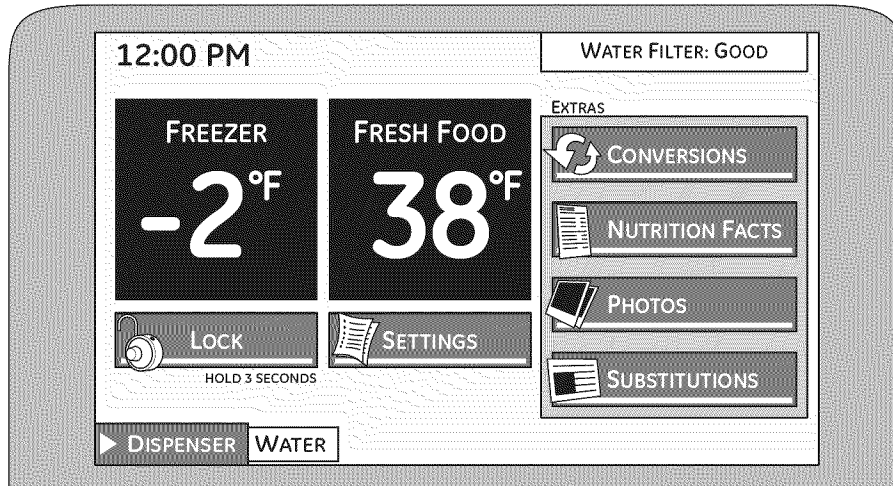 12:00 PM
WATER FILTER: GOOD
FREEZER
-2°F
FRESH FOOD
38°F
EXTRAS
CONVERSIONS
NUTRITION FACTS
PHOTOS
SUBSTITUTIONS
LOCK
HOLD 3 SECONDS
SETTINGS
DISPENSER
WATER